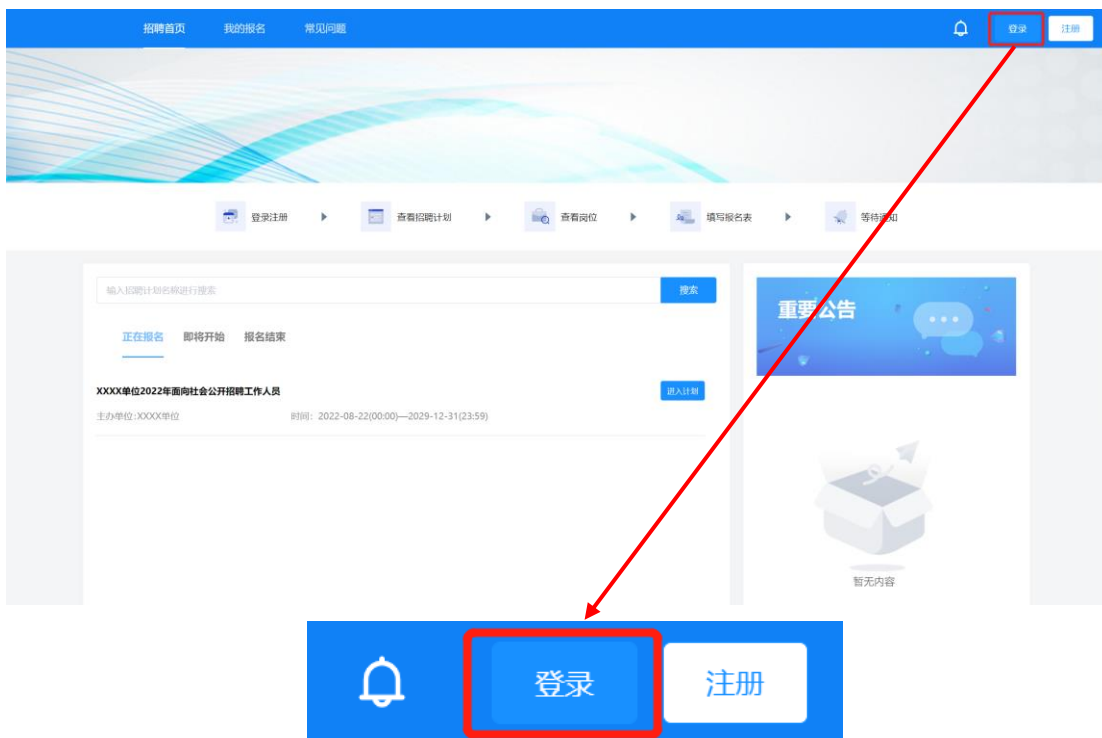 招聘首页 我的报名 常见问题 登录 注册
登录注册 查看招聘计划 查看岗位 填写报名表 等待通知
输入招聘计划名称进行搜索 搜索
重要公告
正在报名 即将开始 报名结束
XXXX单位2022年面向社会公开招聘工作人员 进入计划
主办单位:XXXX单位 时间: 2022-08-22(00:00)—2029-12-31(23:59)
暂无内容
登录 注册